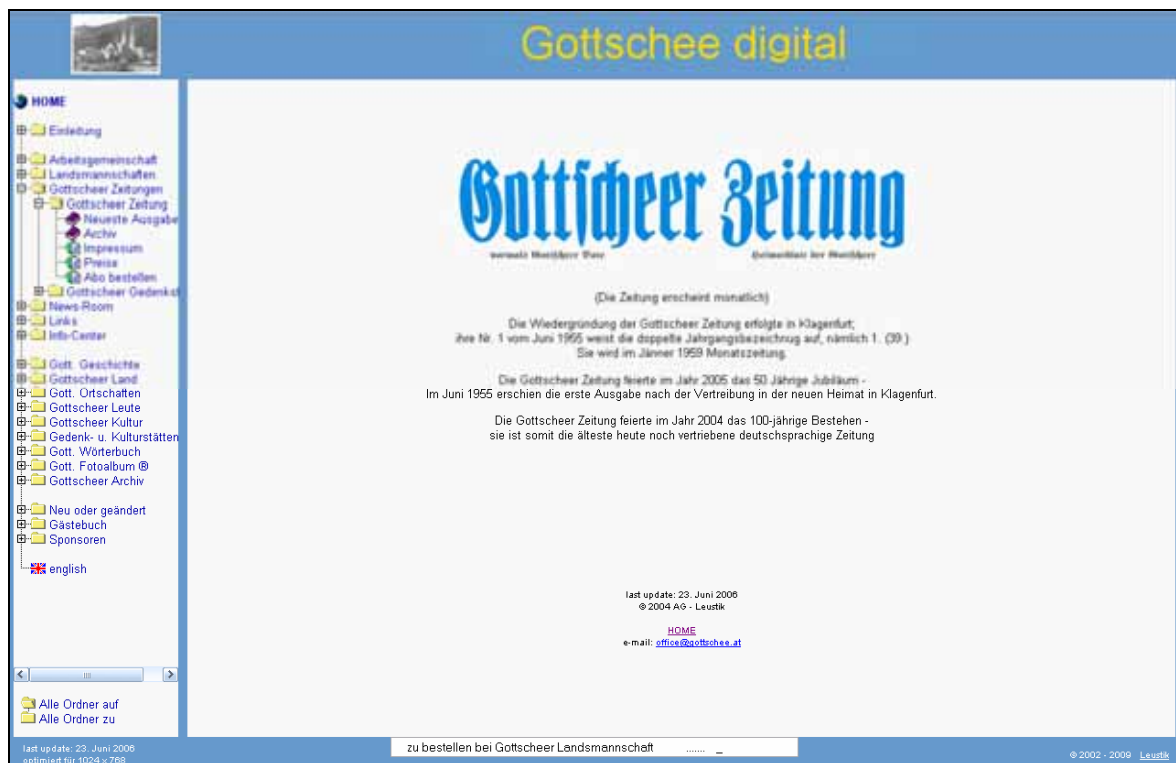 Gottschee digital
HOME
Einleitung
Arbeitsgemeinschaft
Landsmannschaften
Gottscheer Zeitungen
Gottscheer Zeitung
Neueste Ausgabe
Archiv
Impressum
Preise
Abo bestellen
Gottscheer Gedenkst
News-Room
Links
Info-Center
Gott. Geschichte
Gottscheer Land
Gott. Ortschaften
Gottscheer Leute
Gottscheer Kultur
Gedenk- u. Kulturstätten
Gott. Wörterbuch
Gott. Fotoalbum ®
Gottscheer Archiv
Neu oder geändert
Gästebuch
Sponsoren
english
Alle Ordner auf
Alle Ordner zu
last update: 23. Juni 2006
optimiert für 1024 x 768
Gottscheer Zeitung
(Die Zeitung erscheint monatlich)
Die Wiedergründung der Gottscheer Zeitung erfolgte in Klagenfurt;
ihre Nr. 1 vom Juni 1955 weist die doppelte Jahrgangsbezeichnug auf, nämlich 1. (39.)
Sie wird im Jänner 1959 Monatszeitung.
Die Gottscheer Zeitung feierte im Jahr 2005 das 50 Jährige Jubiläum -
Im Juni 1955 erschien die erste Ausgabe nach der Vertreibung in der neuen Heimat in Klagenfurt.
Die Gottscheer Zeitung feierte im Jahr 2004 das 100-jährige Bestehen -
sie ist somit die älteste heute noch vertriebene deutschsprachige Zeitung
last update: 23. Juni 2006
© 2004 AG - Leustik
HOME
e-mail: office@gottschee.at
zu bestellen bei Gottscheer Landsmannschaft ....... _
© 2002 - 2009 Leustik